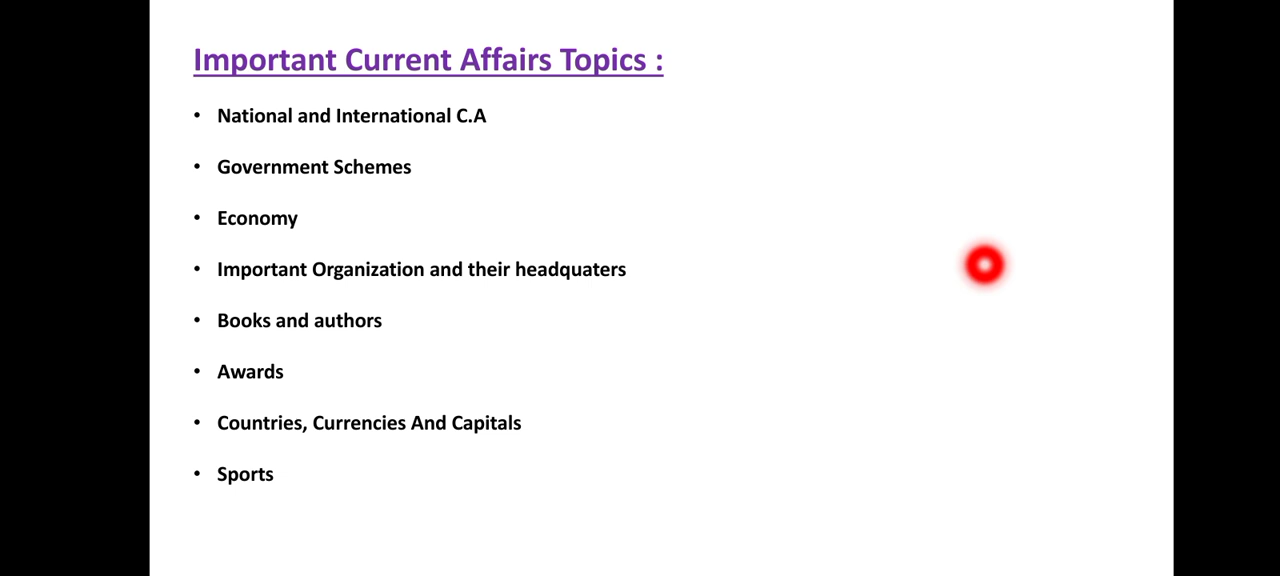 Important Current Affairs Topics :
• National and International C.A
• Government Schemes
• Economy
• Important Organization and their headquaters
• Books and authors
• Awards
• Countries, Currencies And Capitals
• Sports